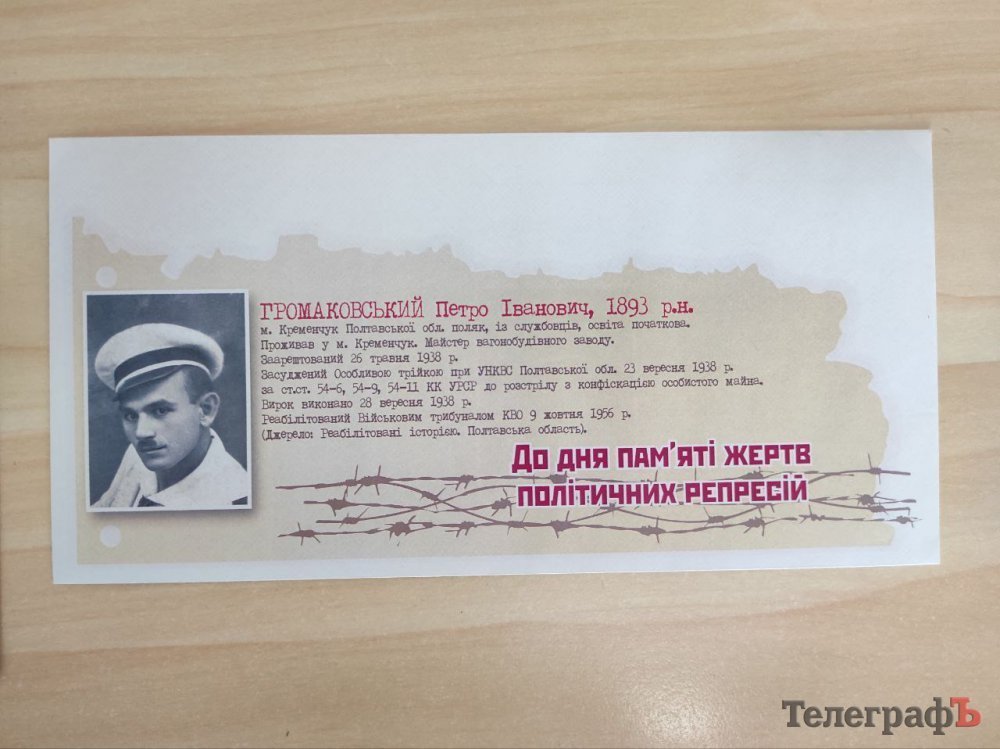 ГРОМАКОВСЬКИЙ Петро Іванович, 1893 р.н.
м. Кременчук Полтавської обл. поляк, із службовців, освіта початкова.
Проживав у м. Кременчук. Майстер вагонобудівного заводу.
Заарештований 26 травня 1938 р.
Засуджений Особливою трійкою при УНКВС Полтавської обл. 23 вересня 1938 р.
за ст.ст. 54-6, 54-9, 54-11 КК УРСР до розстрілу з конфіскацією особистого майна.
Вирок виконано 28 вересня 1938 р.
Реабілітований Військовим трибуналом КВО 9 жовтня 1956 р.
(Джерело: Реабілітовані історією. Полтавська область).
ДО ДНЯ ПАМ'ЯТІ ЖЕРТВ
ПОЛІТИЧНИХ РЕПРЕСІЙ
ТелеграфЪ